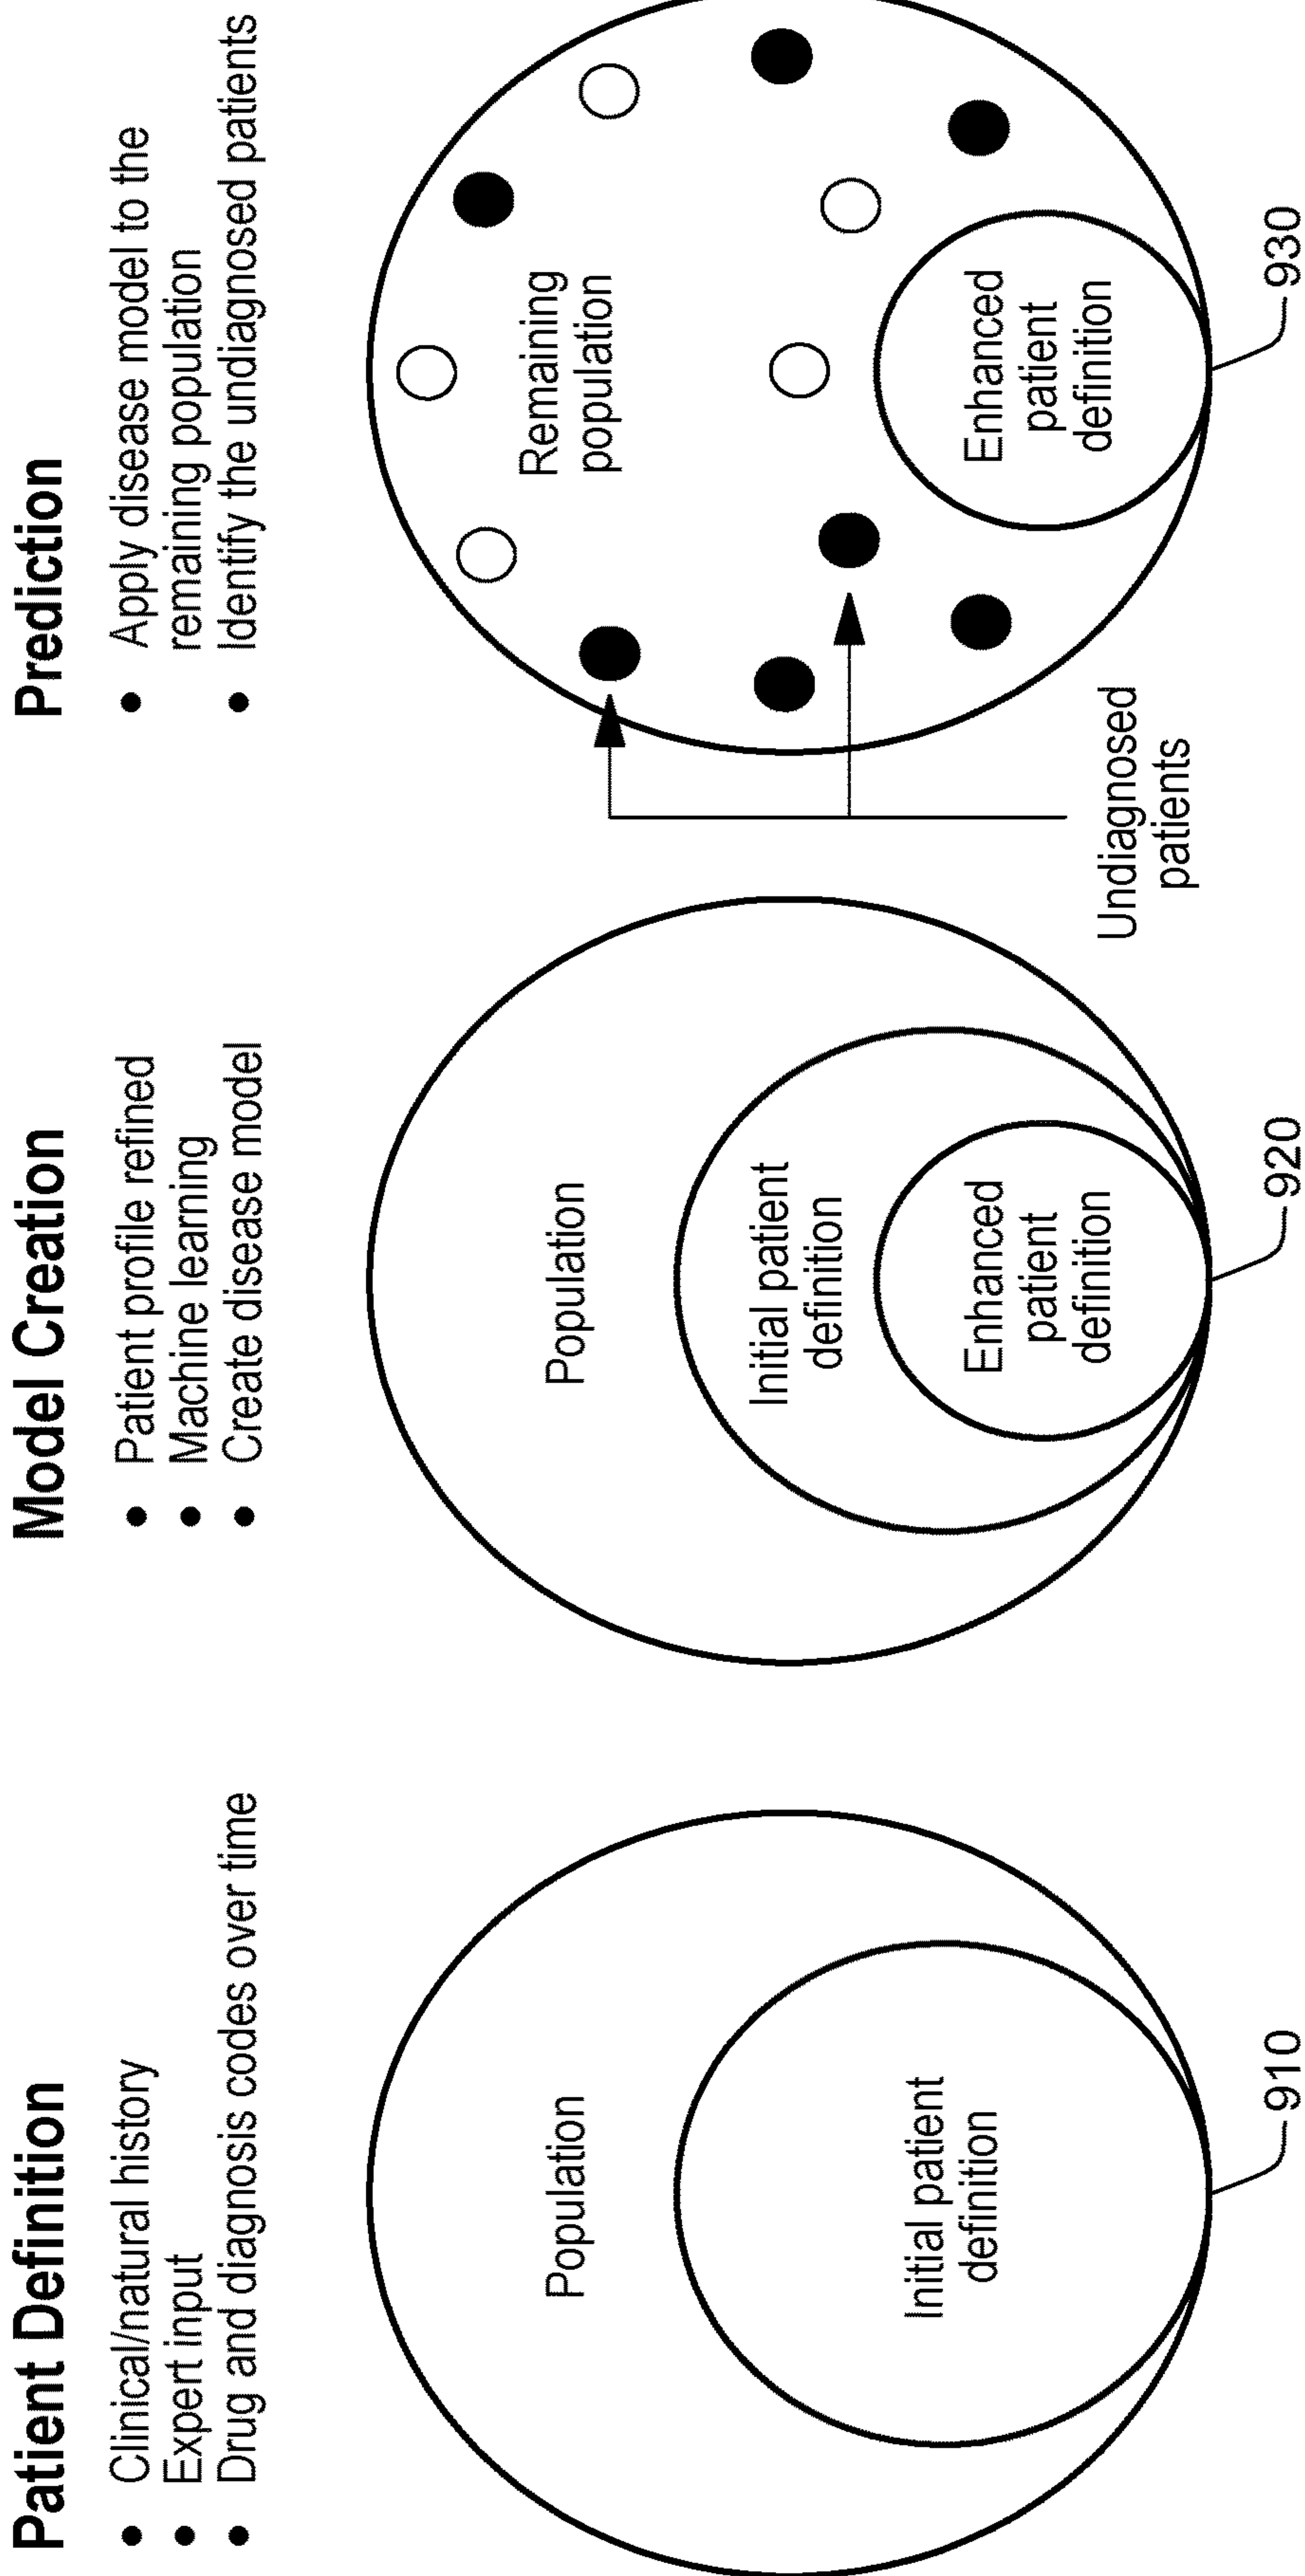 Patient Definition
• Clinical/natural history
• Expert input
• Drug and diagnosis codes over time
Population
Initial patient
definition
910
Model Creation
• Patient profile refined
• Machine learning
• Create disease model
Population
Initial patient
definition
Enhanced
patient
definition
920
Prediction
• Apply disease model to the
remaining population
• Identify the undiagnosed patients
Remaining
population
Undiagnosed
patients
Enhanced
patient
definition
930